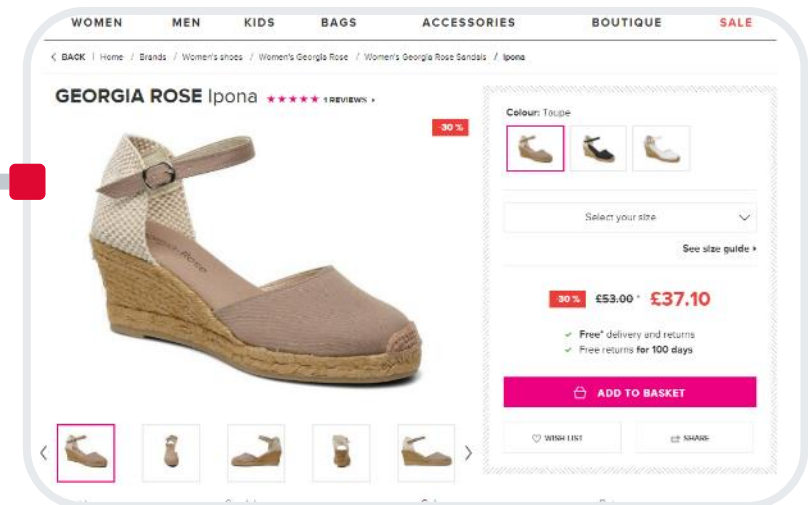 WOMEN MEN KIDS BAGS ACCESSORIES BOUTIQUE SALE
< BACK | Home / Brands / Women's shoes / Women's Georgia Rose / Women's Georgia Rose Sandals / Ipona
GEORGIA ROSE Ipona ★★★★★ 1 REVIEWS ›
-30 %
Georgia-Rose
Colour: Taupe
Select your size
See size guide ›
-30 % £53.00 * £37.10
✓ Free* delivery and returns
✓ Free returns for 100 days
ADD TO BASKET
WISH LIST
SHARE